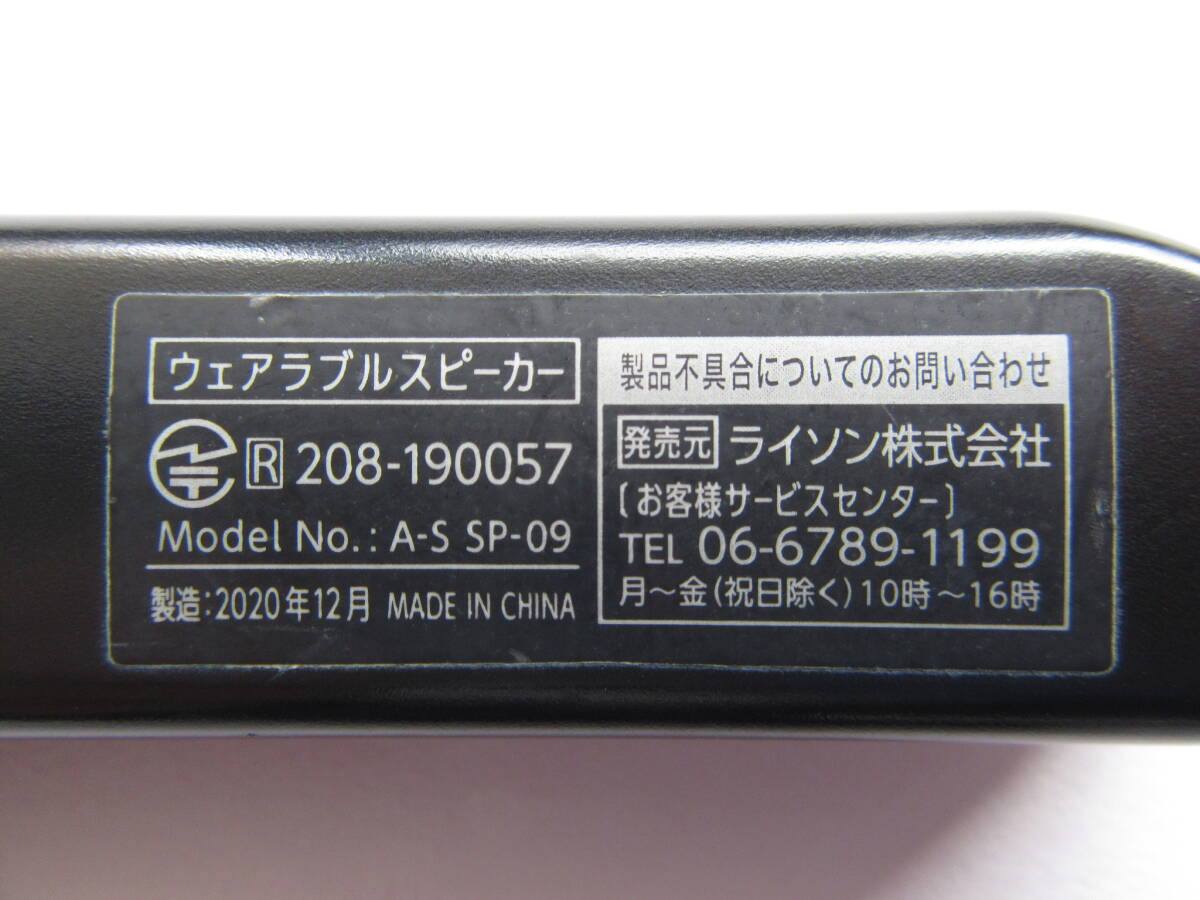 ウェアラブルスピーカー
R 208-190057
Model No.: A-S SP-09
製造:2020年12月 MADE IN CHINA
製品不具合についてのお問い合わせ
発売元 ライソン株式会社
[お客様サービスセンター]
TEL 06-6789-1199
月～金(祝日除く)10時～16時